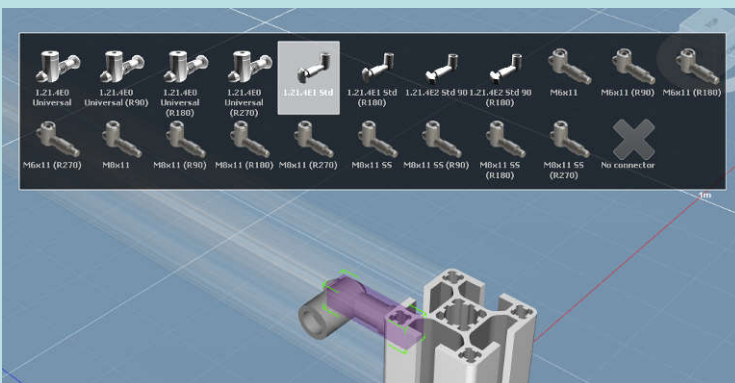 1.21.4E0 Universal
1.21.4E0 Universal (R90)
1.21.4E0 Universal (R180)
1.21.4E0 Universal (R270)
1.21.4E1 Std
1.21.4E1 Std (R180)
1.21.4E2 Std 90
1.21.4E2 Std 90 (R180)
M6x11
M6x11 (R90)
M6x11 (R180)
M6x11 (R270)
M8x11
M8x11 (R90)
M8x11 (R180)
M8x11 (R270)
M8x11 SS
M8x11 SS (R90)
M8x11 SS (R180)
M8x11 SS (R270)
No connector
1m
TOP